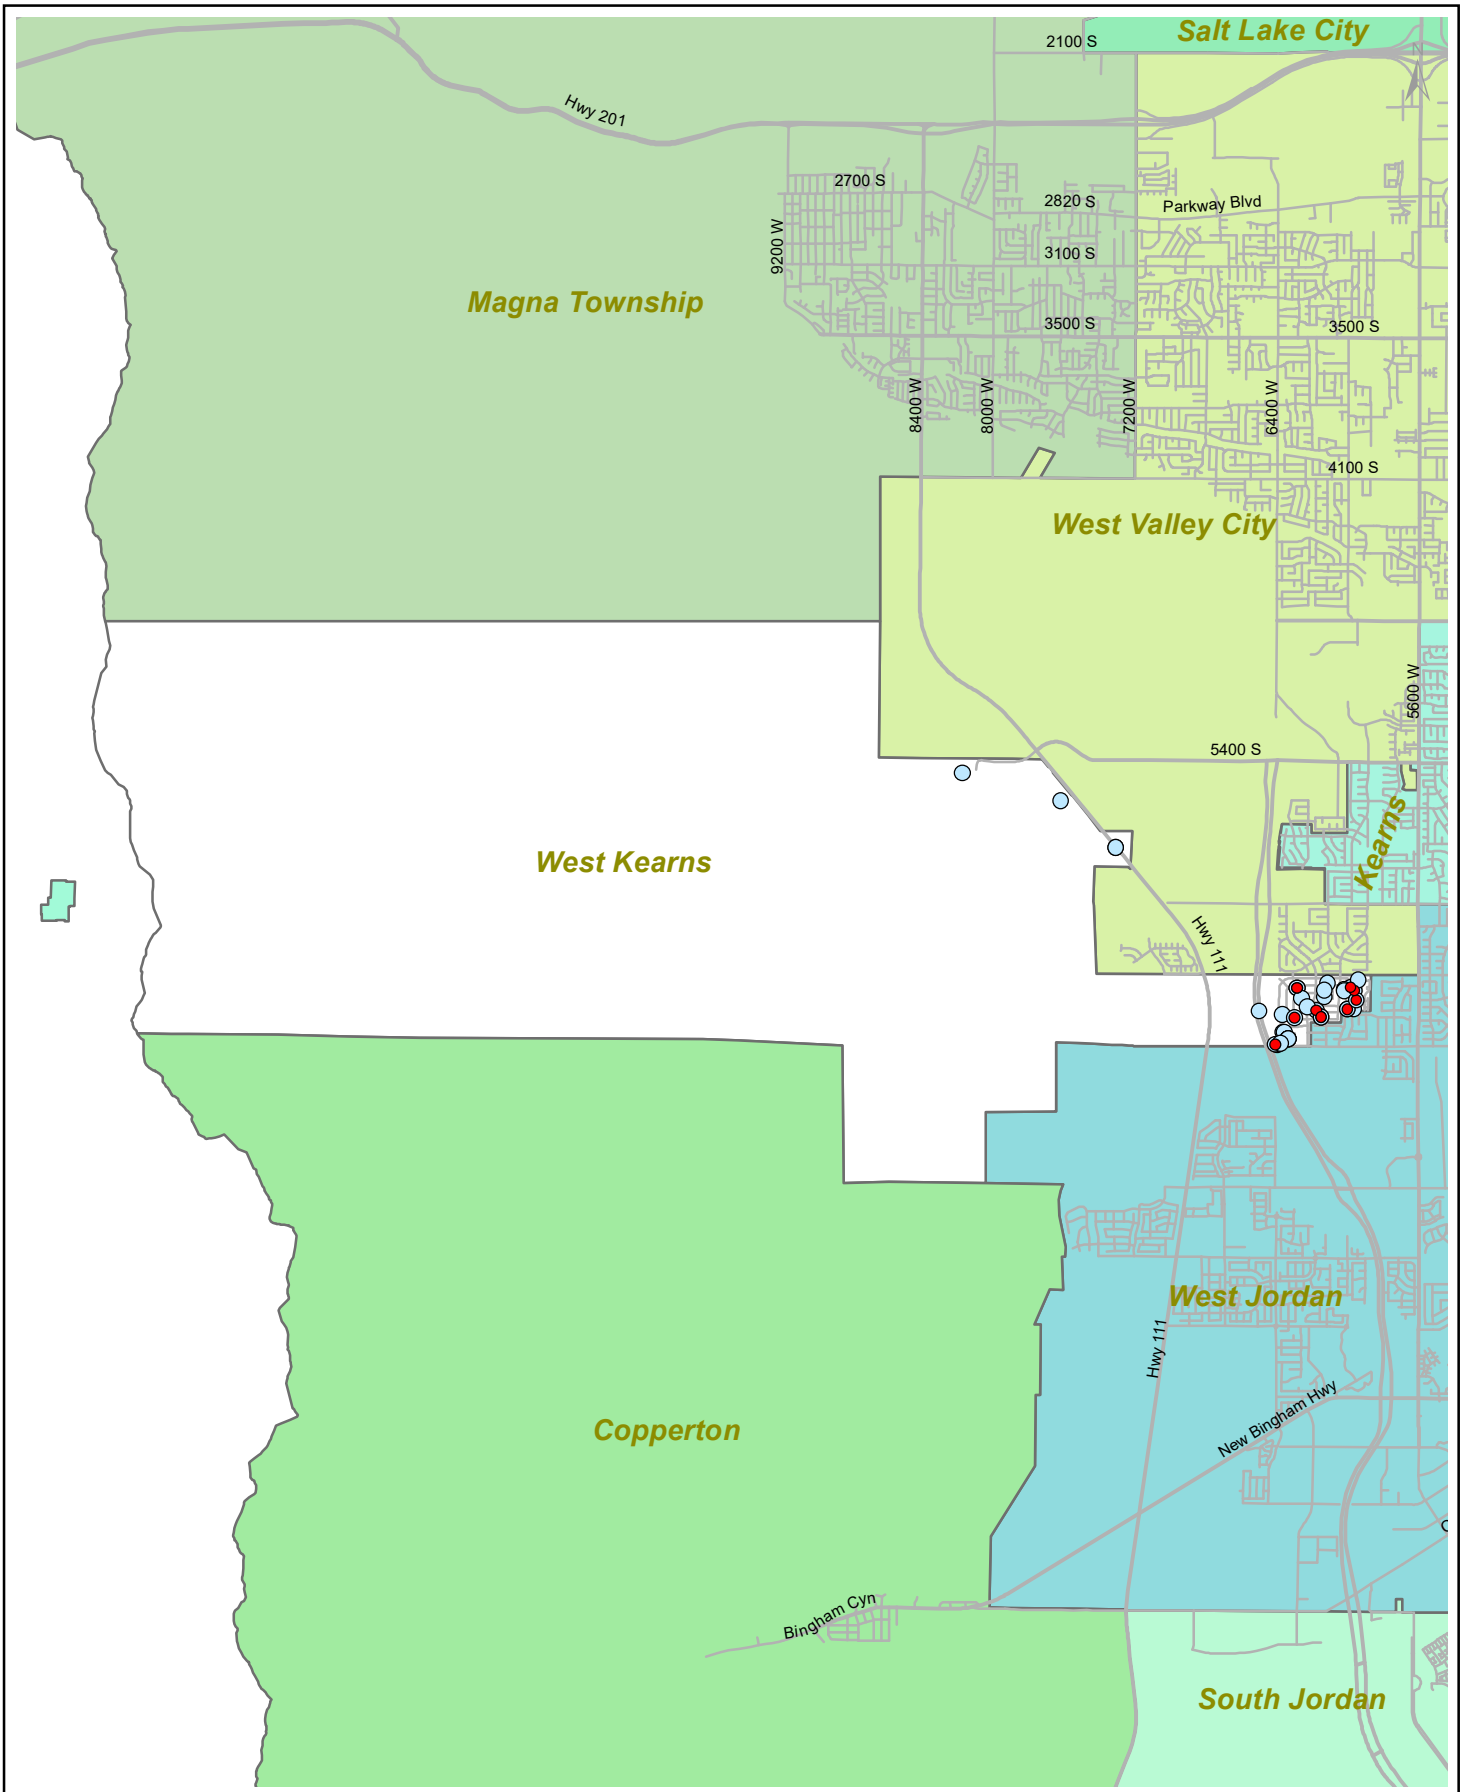 Salt Lake City
2100 S
N
Hwy 201
2700 S
2820 S
Parkway Blvd
9200 W
3100 S
Magna Township
3500 S
3500 S
8400 W
8000 W
7200 W
6400 W
4100 S
West Valley City
5600 W
5400 S
Kearns
West Kearns
Hwy 111
West Jordan
Hwy 111
New Bingham Hwy
Copperton
Bingham Cyn
South Jordan